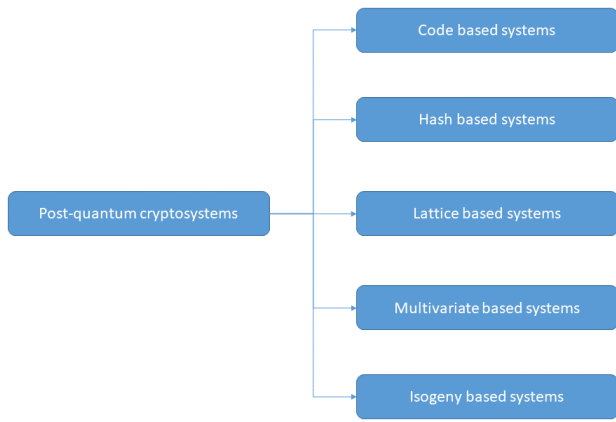 Code based systems
Hash based systems
Post-quantum cryptosystems
Lattice based systems
Multivariate based systems
Isogeny based systems